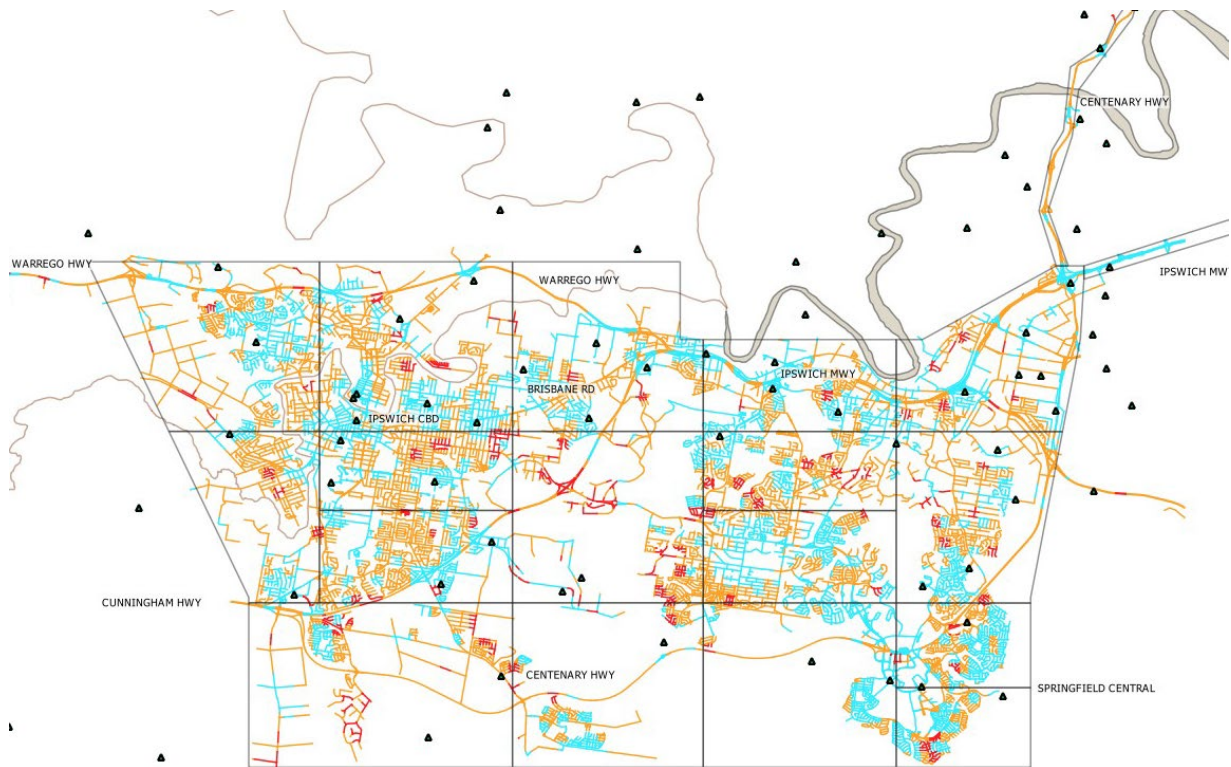 CENTENARY HWY
WARREGO HWY
IPSWICH MW
WARREGO HWY
IPSWICH MWY
BRISBANE RD
IPSWICH CBD
CUNNINGHAM HWY
CENTENARY HWY
SPRINGFIELD CENTRAL